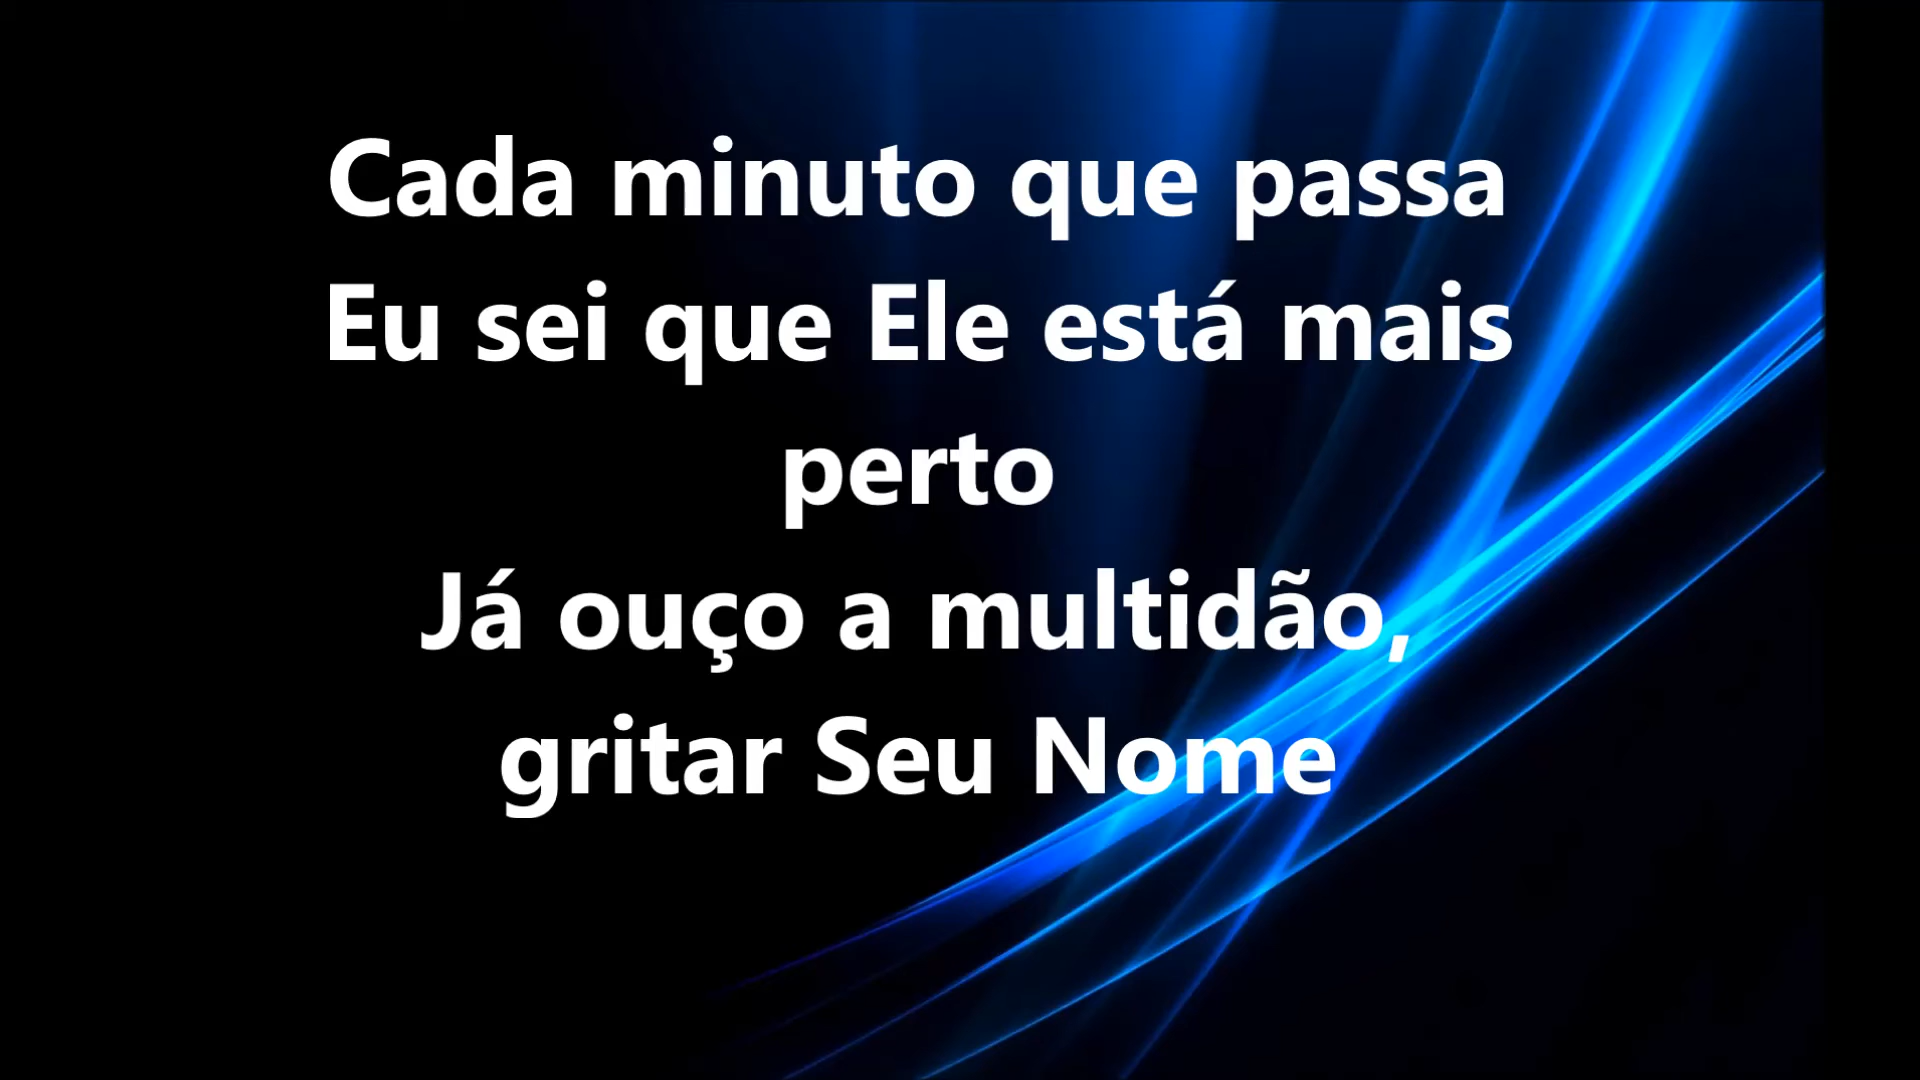 Cada minuto que passa
Eu sei que Ele está mais
perto
Já ouço a multidão,
gritar Seu Nome